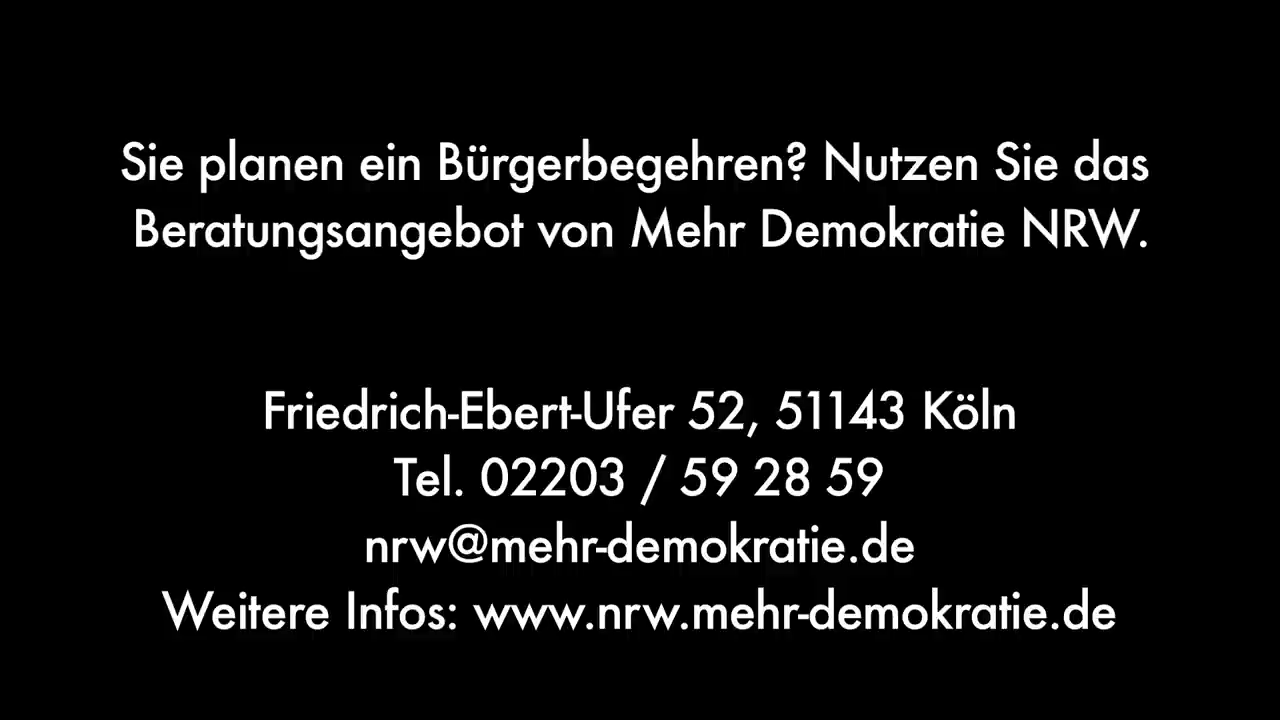 Sie planen ein Bürgerbegehren? Nutzen Sie das
Beratungsangebot von Mehr Demokratie NRW.
Friedrich-Ebert-Ufer 52, 51143 Köln
Tel. 02203 / 59 28 59
nrw@mehr-demokratie.de
Weitere Infos: www.nrw.mehr-demokratie.de